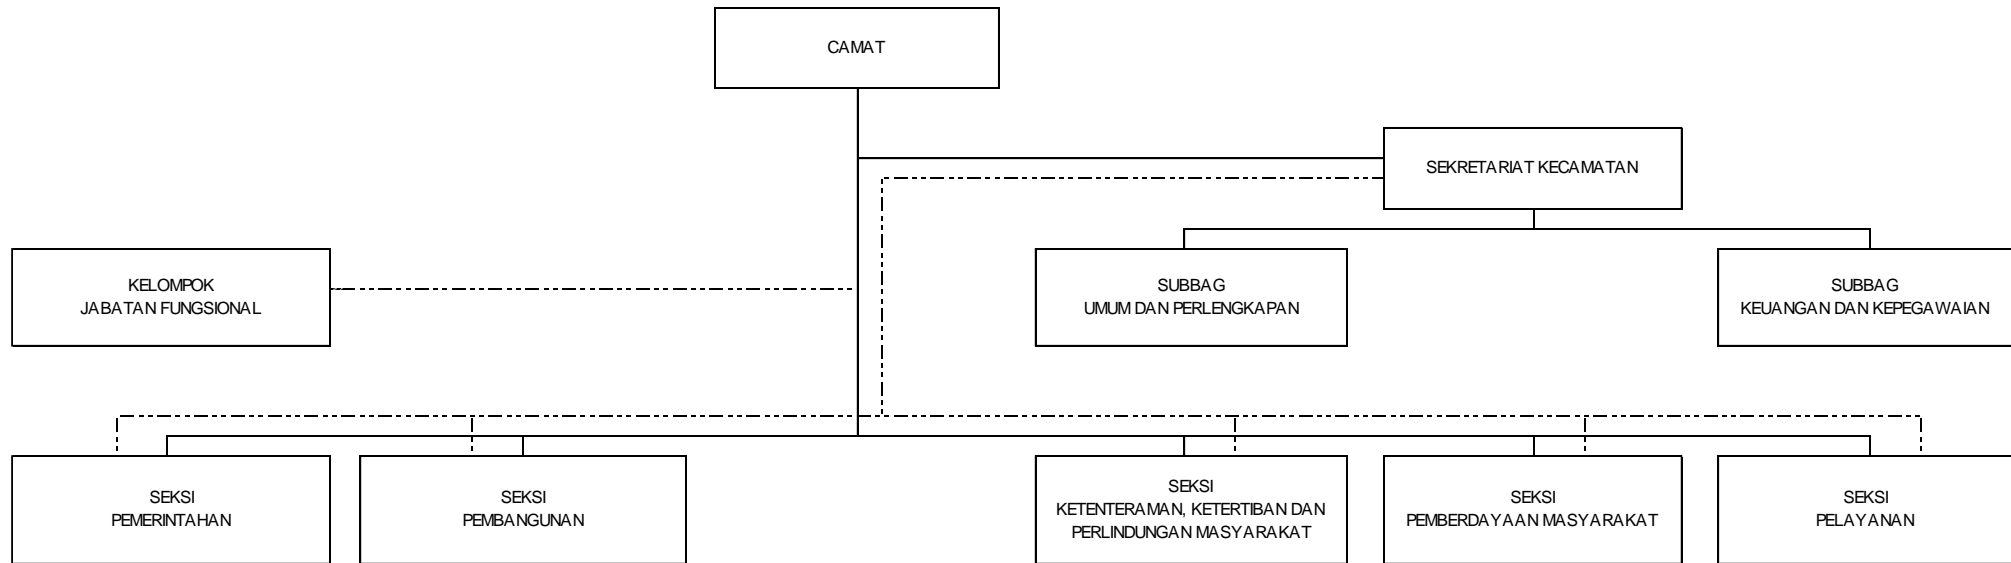 CAMAT
SEKRETARIAT KECAMATAN
KELOMPOK
JABATAN FUNGSIONAL
SUBBAG
UMUM DAN PERLENGKAPAN
SUBBAG
KEUANGAN DAN KEPEGAWAIAN
SEKSI
PEMERINTAHAN
SEKSI
PEMBANGUNAN
SEKSI
KETENTERAMAN, KETERTIBAN DAN
PERLINDUNGAN MASYARAKAT
SEKSI
PEMBERDAYAAN MASYARAKAT
SEKSI
PELAYANAN